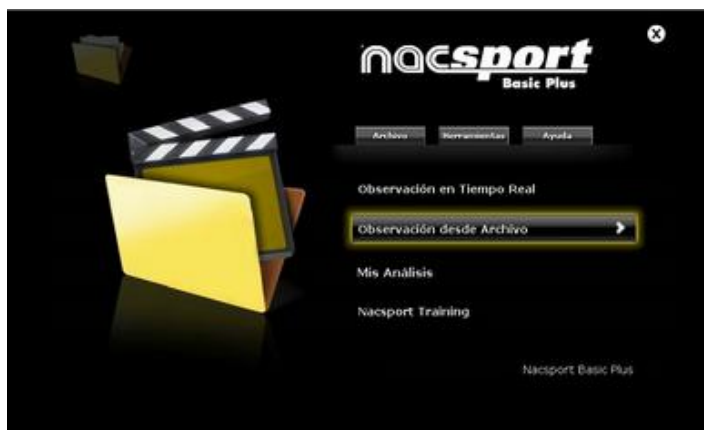 nacsport
Basic Plus
Archivo Herramientas Ayuda
Observación en Tiempo Real
Observación desde Archivo
Mis Análisis
Nacsport Training
Nacsport Basic Plus